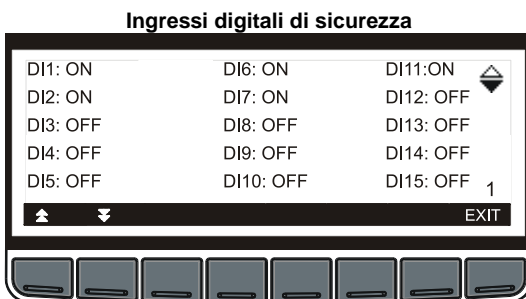 Ingressi digitali di sicurezza
DI1: ON DI6: ON DI11:ON
DI2: ON DI7: ON DI12: OFF
DI3: OFF DI8: OFF DI13: OFF
DI4: OFF DI9: OFF DI14: OFF
DI5: OFF DI10: OFF DI15: OFF
1
EXIT